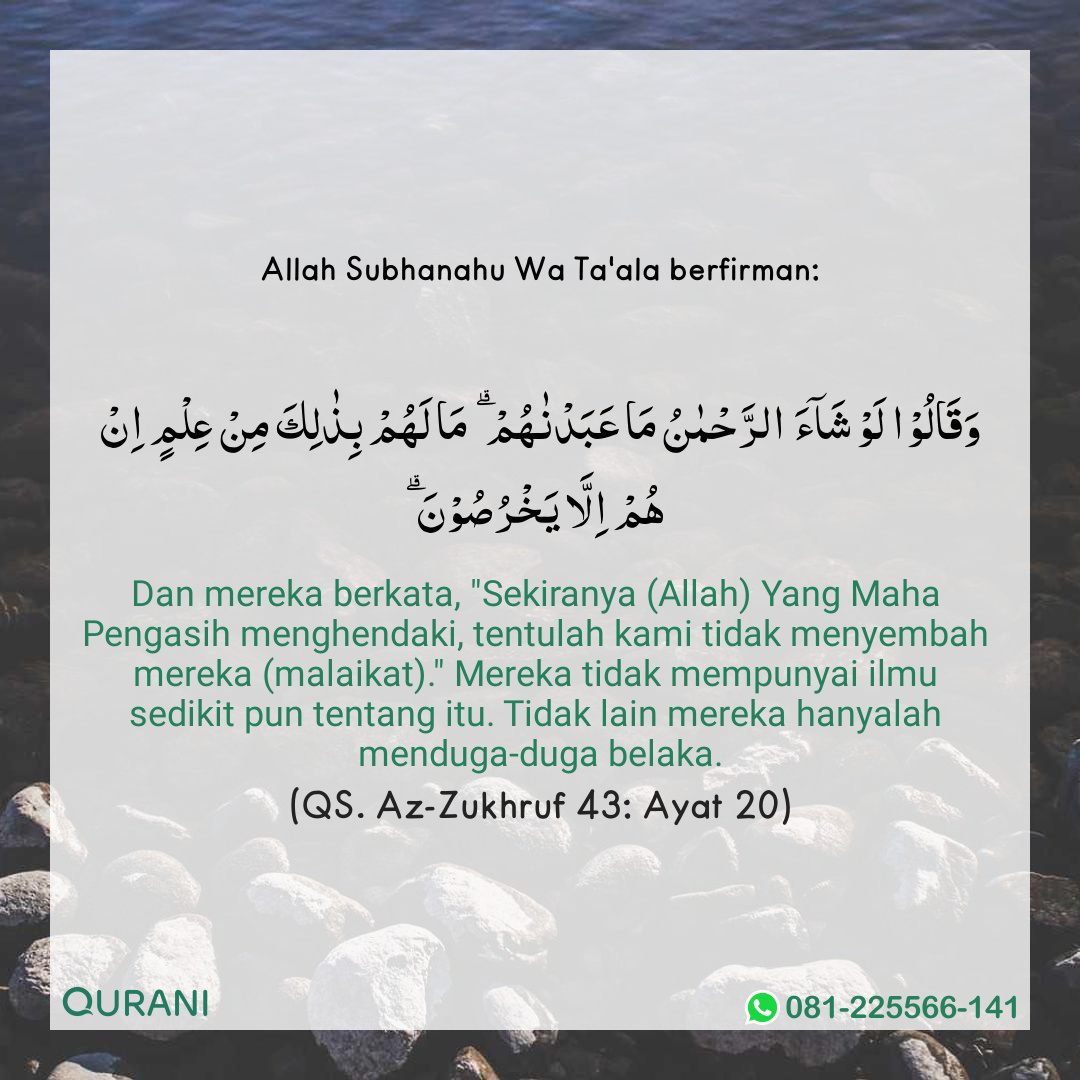 Allah Subhanahu Wa Ta'ala berfirman:
وَقَالُوْا لَوْ شَآءَ الرَّحْمٰنُ مَا عَبَدْنٰهُمْ ۗ مَا لَهُمْ بِذٰلِكَ مِنْ عِلْمٍ اِنْ
هُمْ اِلَّا يَخْرُصُوْنَ ۗ
Dan mereka berkata, "Sekiranya (Allah) Yang Maha
Pengasih menghendaki, tentulah kami tidak menyembah
mereka (malaikat)." Mereka tidak mempunyai ilmu
sedikit pun tentang itu. Tidak lain mereka hanyalah
menduga-duga belaka.
(QS. Az-Zukhruf 43: Ayat 20)
QURANI
081-225566-141